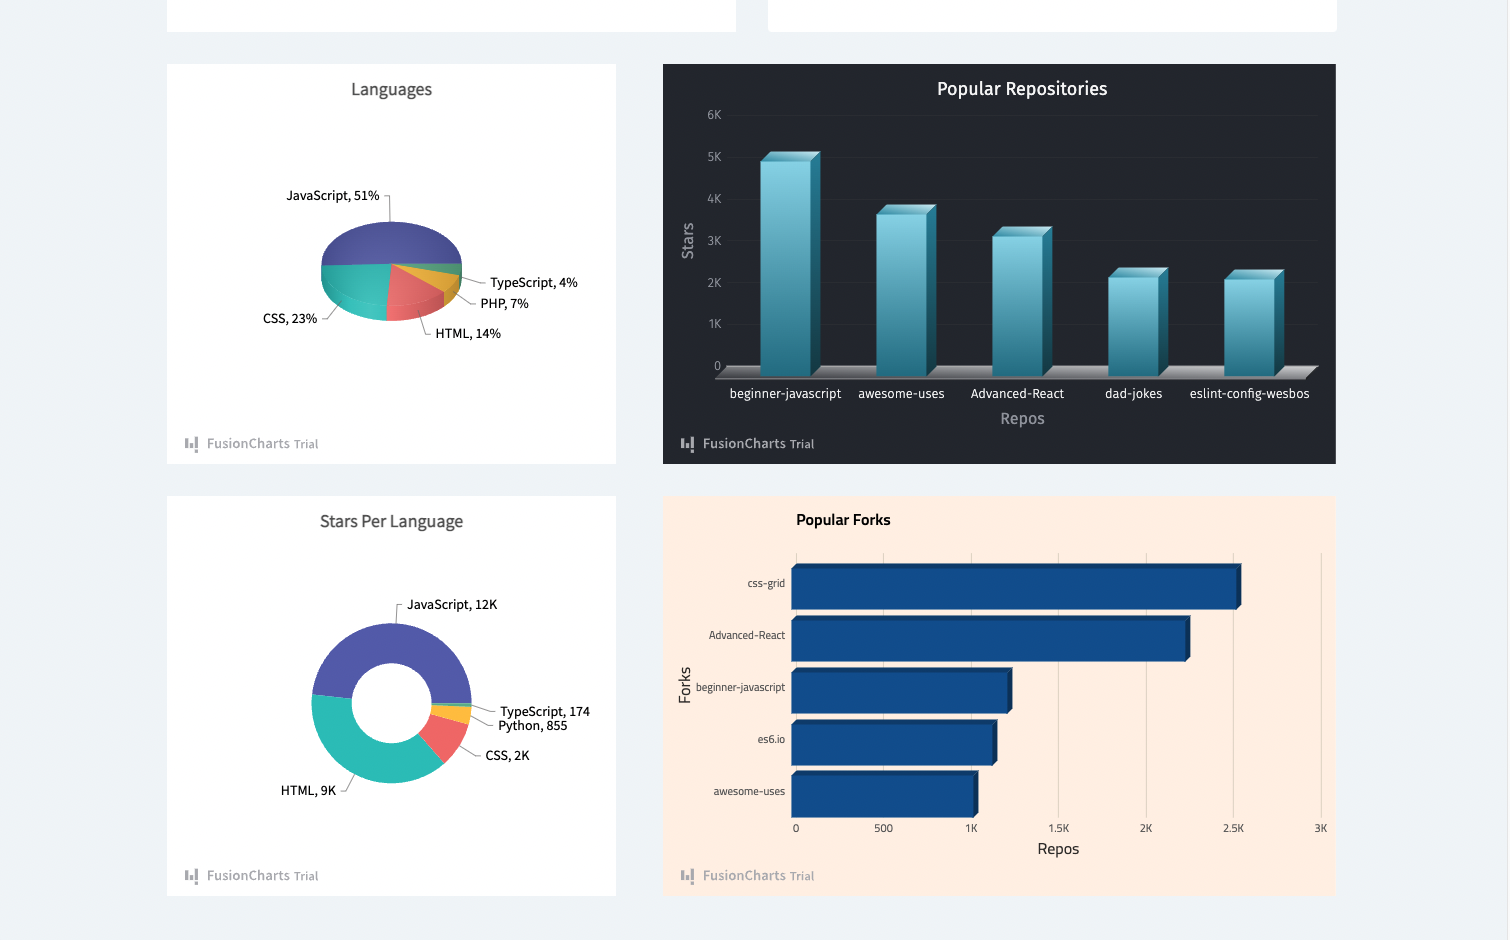 Languages
JavaScript, 51%
TypeScript, 4%
PHP, 7%
CSS, 23%
HTML, 14%
FusionCharts Trial
Popular Repositories
6K
5K
4K
3K
2K
1K
0
Stars
beginner-javascript awesome-uses Advanced-React dad-jokes eslint-config-wesbos
Repos
FusionCharts Trial
Stars Per Language
JavaScript, 12K
TypeScript, 174
Python, 855
CSS, 2K
HTML, 9K
FusionCharts Trial
Popular Forks
css-grid
Advanced-React
beginner-javascript
es6.io
awesome-uses
Forks
0 500 1K 1.5K 2K 2.5K 3K
Repos
FusionCharts Trial